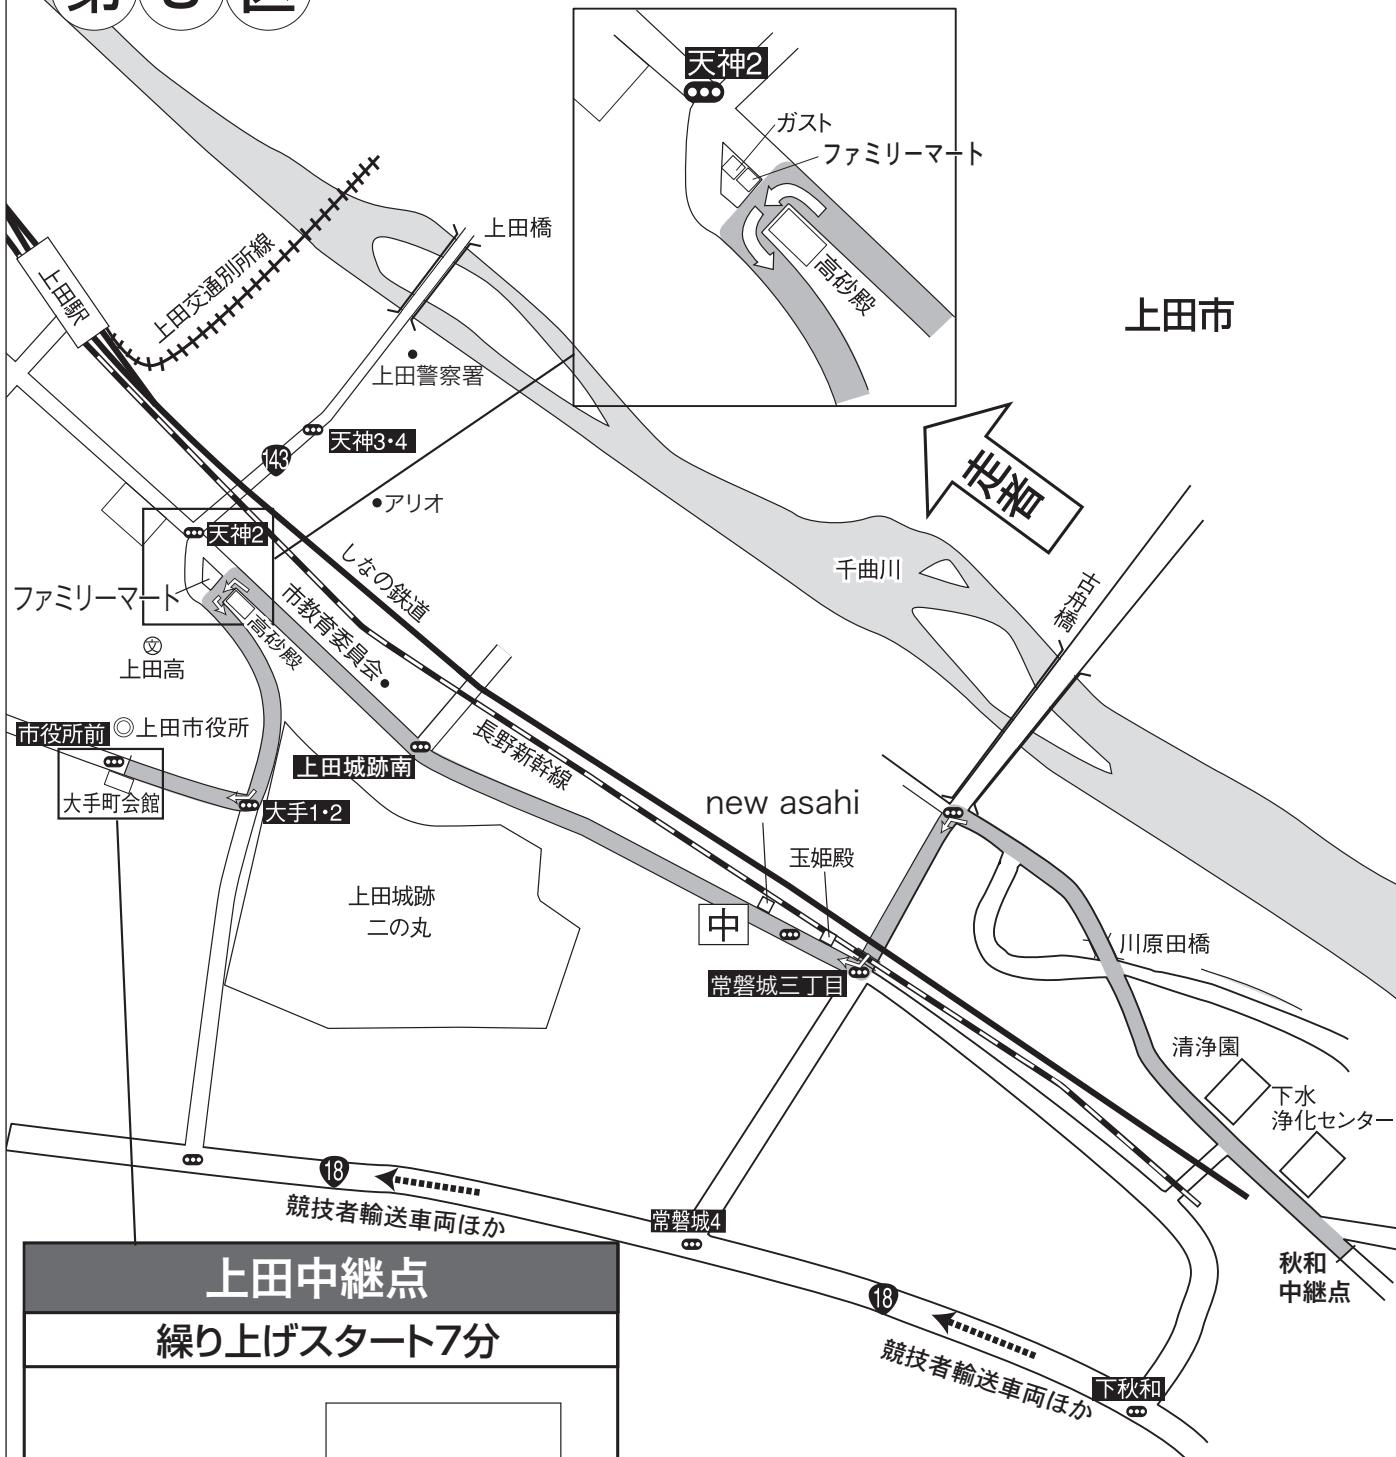 天神2
ガスト
ファミリーマート
高砂殿
上田市
上田橋
上田駅
上田交通別所線
上田警察署
天神3・4
143
アリオ
走者
天神2
しなの鉄道
千曲川
古舟橋
ファミリーマート
市教育委員会
高砂殿
文
上田高
市役所前
上田市役所
上田城跡南
長野新幹線
大手町会館
大手1・2
new asahi
玉姫殿
上田城跡
二の丸
中
川原田橋
常磐城三丁目
清浄園
下水
浄化センター
18
競技者輸送車両ほか
常磐城4
秋和
中継点
上田中継点
繰り上げスタート7分
18
競技者輸送車両ほか
下秋和